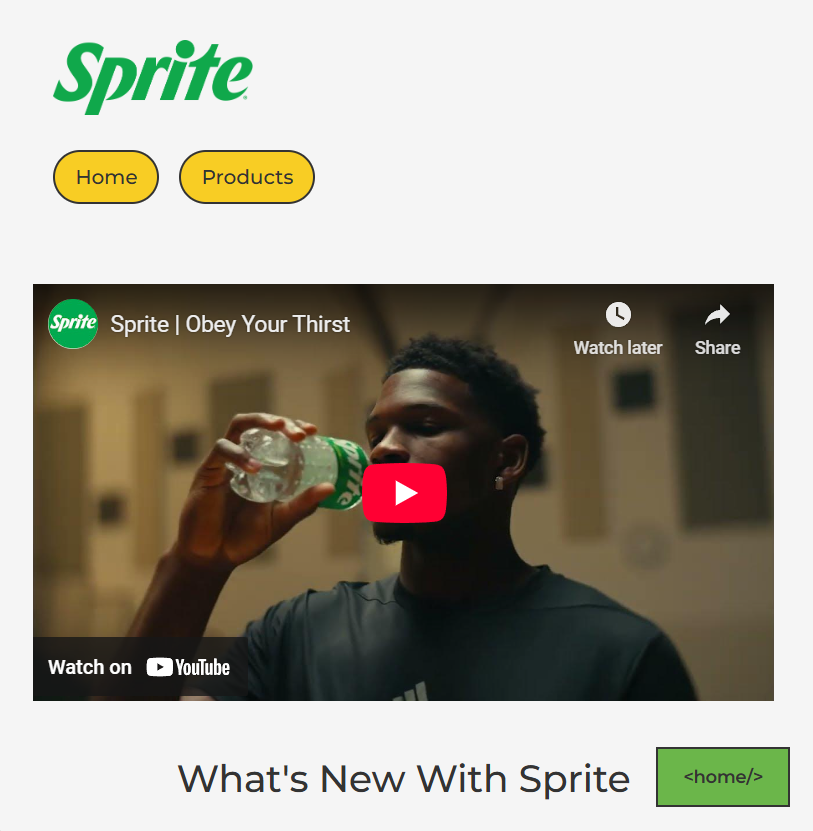 Sprite
Home
Products
Sprite
Sprite | Obey Your Thirst
Watch later
Share
Sprite
Watch on YouTube
What's New With Sprite
<home/>